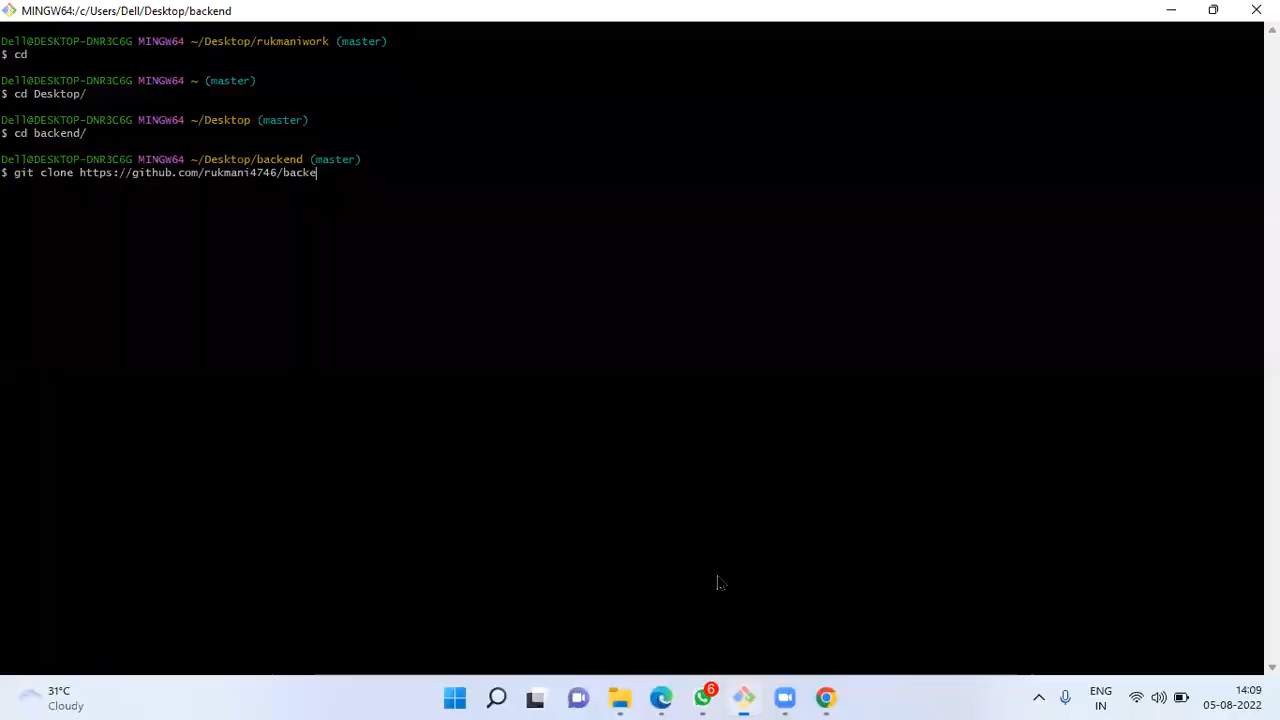 MINGW64:/c/Users/Dell/Desktop/backend
Dell@DESKTOP-DNR3C6G MINGW64 ~/Desktop/rukmaniwork (master)
$ cd
Dell@DESKTOP-DNR3C6G MINGW64 ~ (master)
$ cd Desktop/
Dell@DESKTOP-DNR3C6G MINGW64 ~/Desktop (master)
$ cd backend/
Dell@DESKTOP-DNR3C6G MINGW64 ~/Desktop/backend (master)
$ git clone https://github.com/rukmani4746/backe
31°C
Cloudy
6
ENG
IN
14:09
05-08-2022